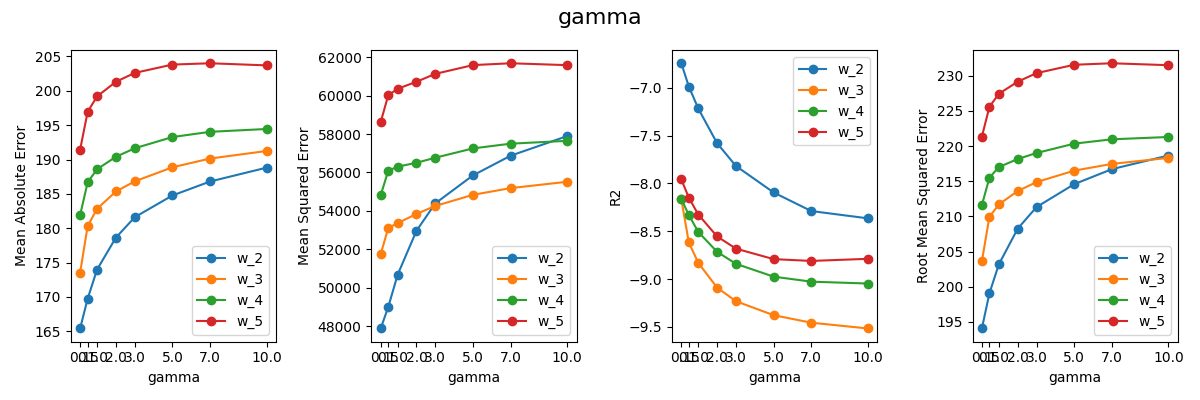 gamma
Mean Absolute Error
205
200
195
190
185
180
175
170
165
2.0
3.0
5.0
7.0
10.0
gamma
w_2
w_3
w_4
w_5
Mean Squared Error
62000
60000
58000
56000
54000
52000
50000
48000
2.0
3.0
5.0
7.0
10.0
gamma
w_2
w_3
w_4
w_5
R2
−7.0
−7.5
−8.0
−8.5
−9.0
−9.5
2.0
3.0
5.0
7.0
10.0
gamma
w_2
w_3
w_4
w_5
Root Mean Squared Error
230
225
220
215
210
205
200
195
2.0
3.0
5.0
7.0
10.0
gamma
w_2
w_3
w_4
w_5